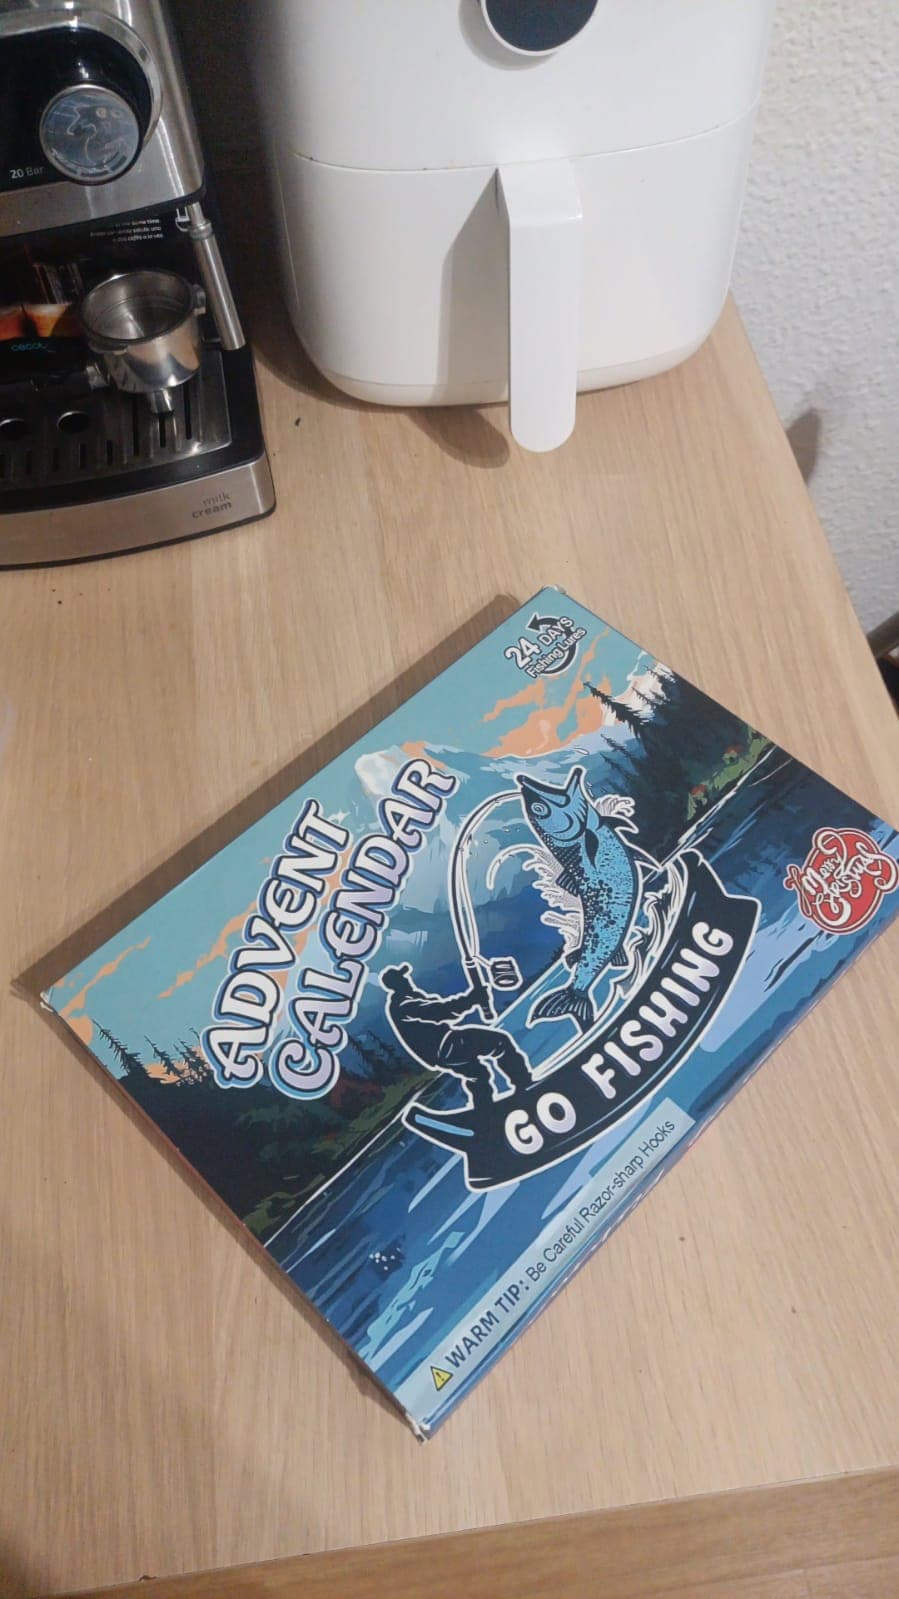 20 Bar
cecotec
milk
cream
24 DAYS
Fishing Lures
ADVENT
CALENDAR
Merry
Christmas
GO FISHING
WARM TIP: Be Careful Razor-sharp Hooks